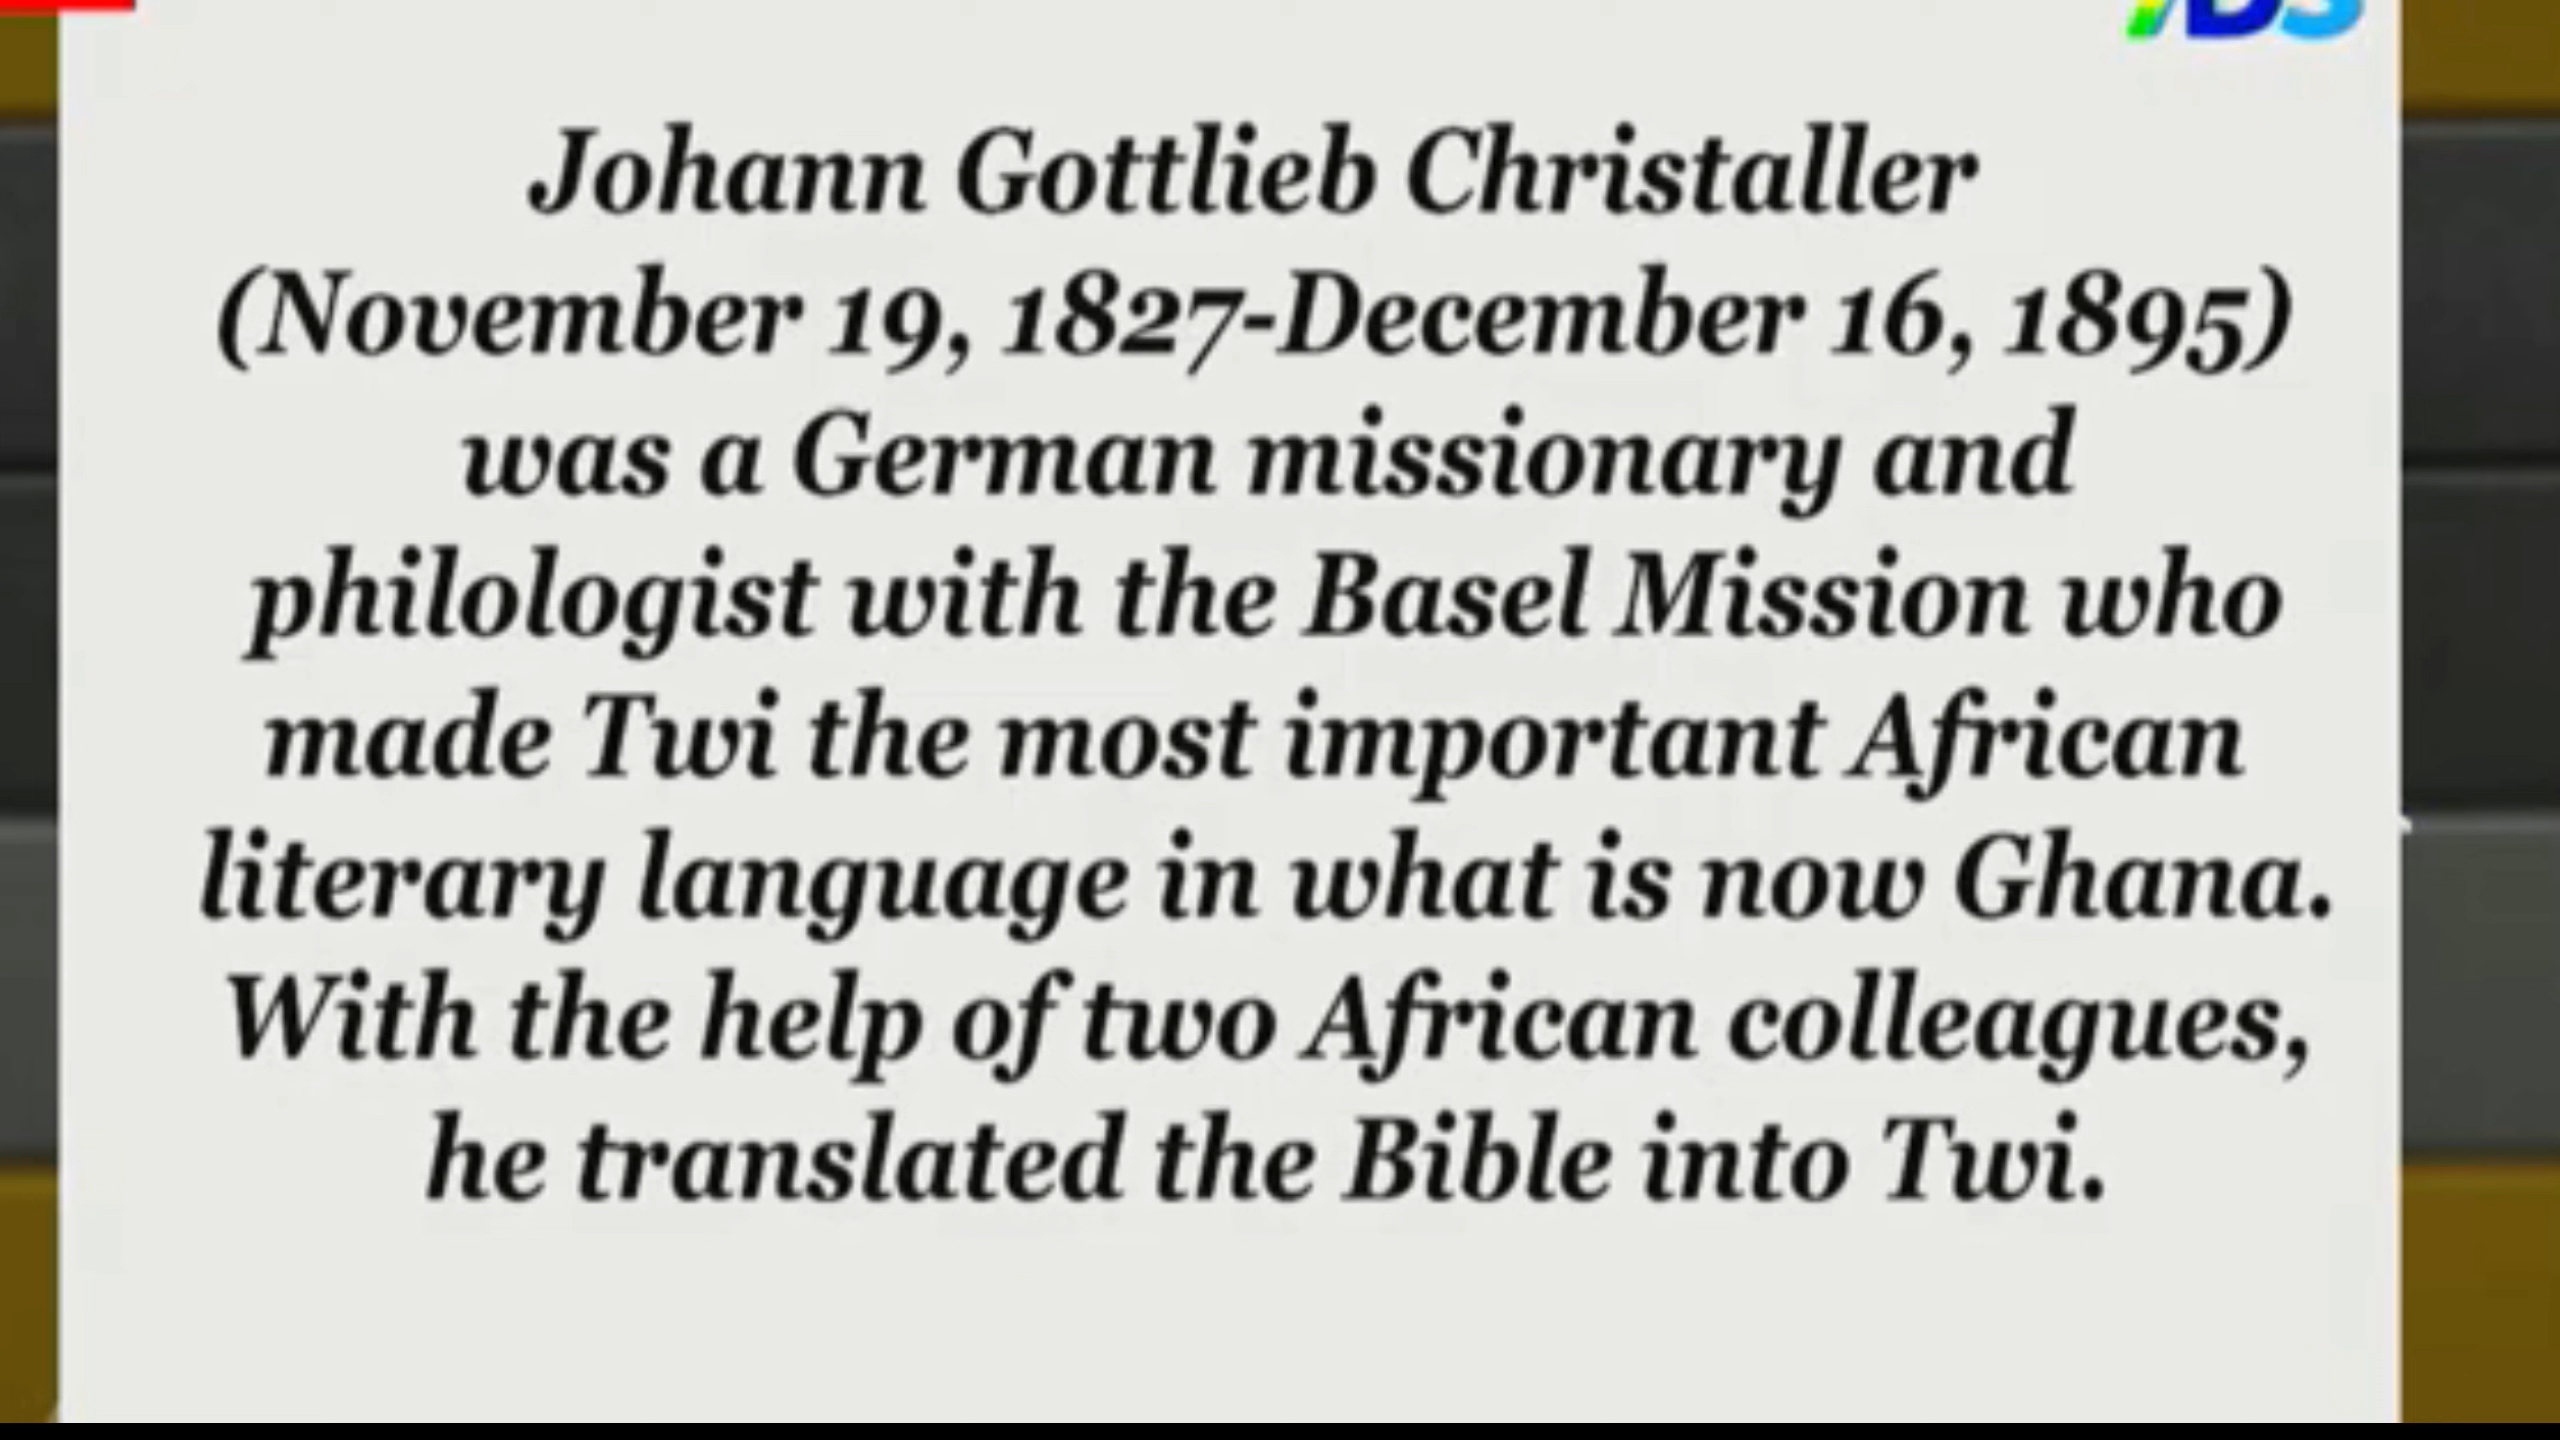 Johann Gottlieb Christaller
(November 19, 1827-December 16, 1895)
was a German missionary and
philologist with the Basel Mission who
made Twi the most important African
literary language in what is now Ghana.
With the help of two African colleagues,
he translated the Bible into Twi.